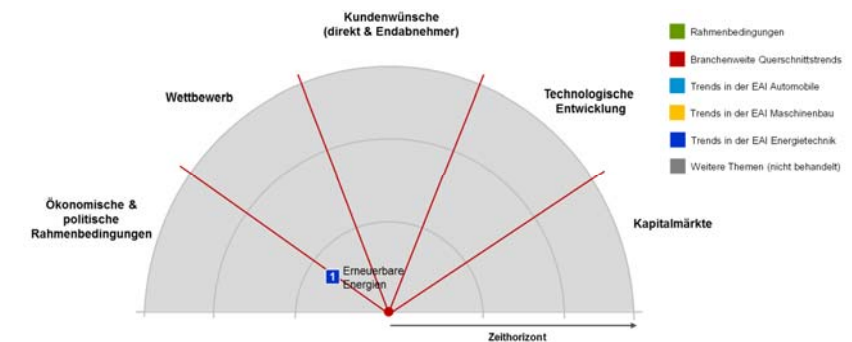 Kundenwünsche
(direkt & Endabnehmer)
Wettbewerb
Technologische
Entwicklung
Ökonomische &
politische
Rahmenbedingungen
Kapitalmärkte
1 Erneuerbare
Energien
Zeithorizont
Rahmenbedingungen
Branchenweite Querschnittstrends
Trends in der EAI Automobile
Trends in der EAI Maschinenbau
Trends in der EAI Energietechnik
Weitere Themen (nicht behandelt)